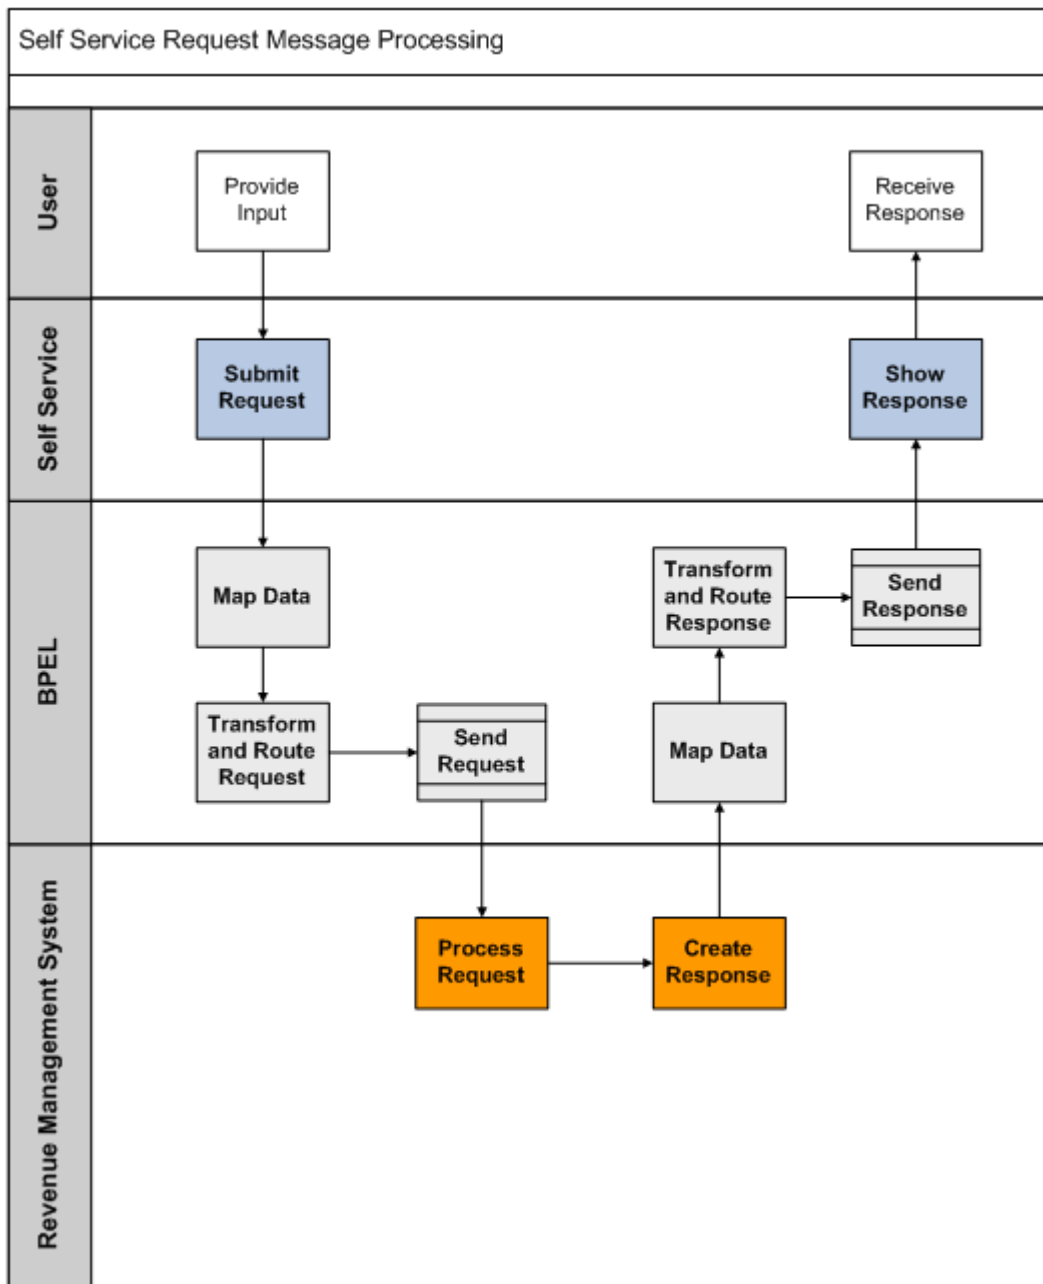 Self Service Request Message Processing
User
Provide
Input
Receive
Response
Self Service
Submit
Request
Show
Response
BPEL
Map Data
Transform
and Route
Response
Send
Response
Transform
and Route
Request
Send
Request
Map Data
Revenue Management System
Process
Request
Create
Response